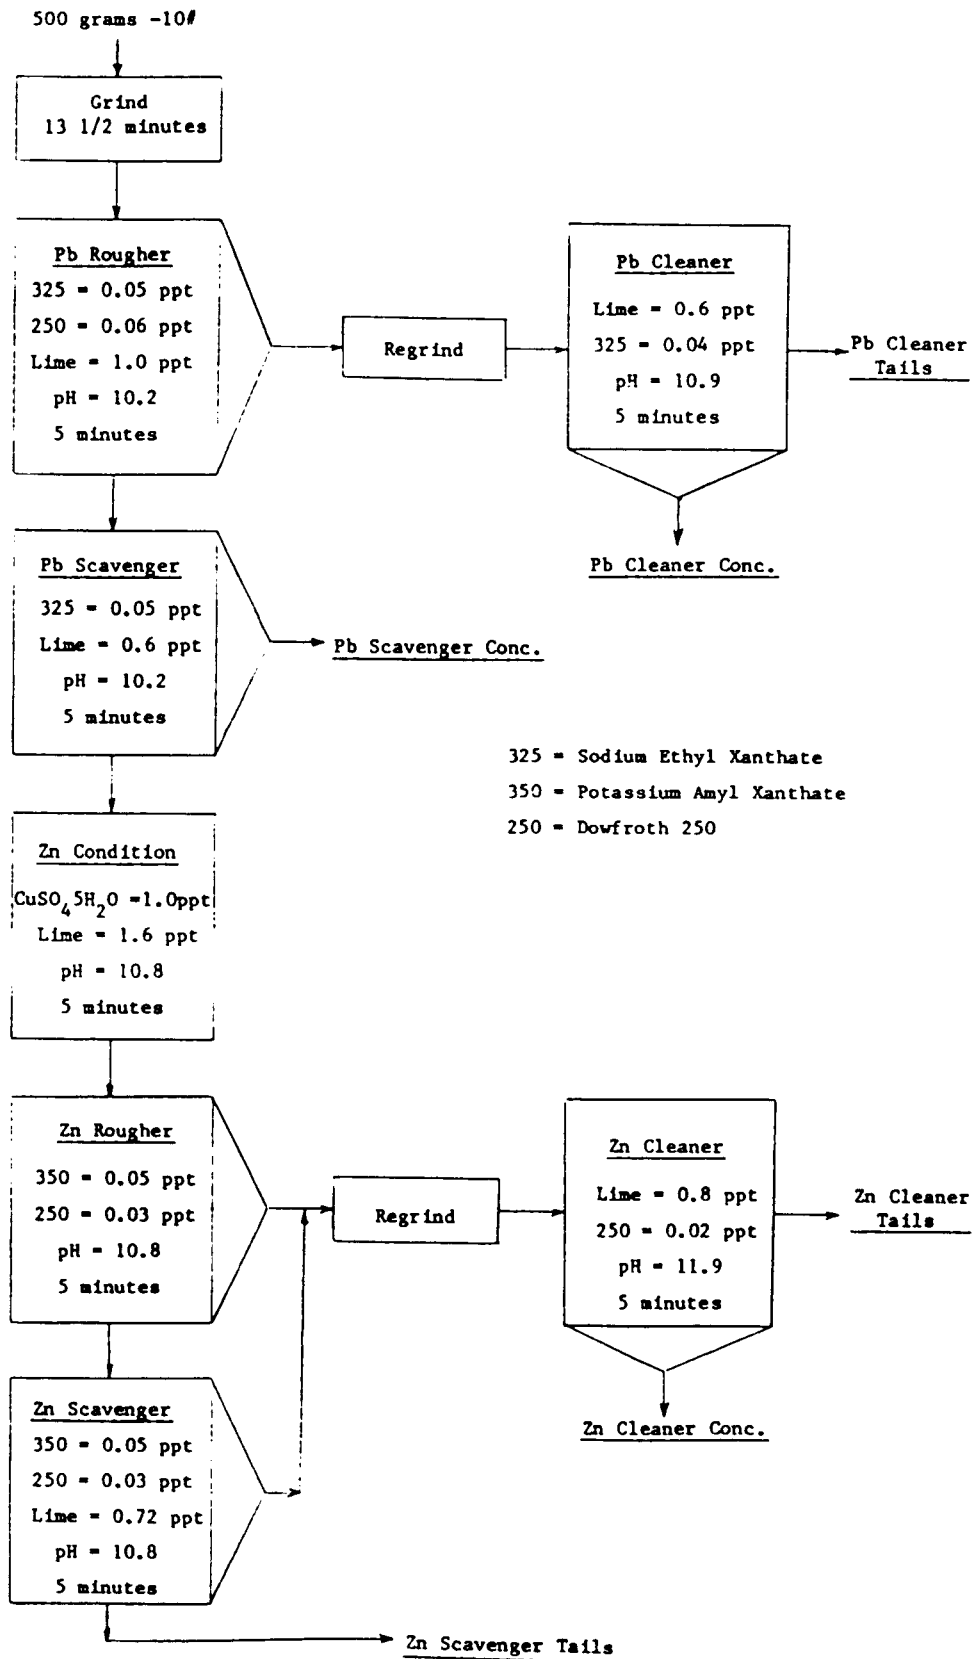 500 grams -10#
Grind
13 1/2 minutes
Pb Rougher
325 = 0.05 ppt
250 = 0.06 ppt
Lime = 1.0 ppt
pH = 10.2
5 minutes
Regrind
Pb Cleaner
Lime = 0.6 ppt
325 = 0.04 ppt
pH = 10.9
5 minutes
Pb Cleaner
Tails
Pb Cleaner Conc.
Pb Scavenger
325 = 0.05 ppt
Lime = 0.6 ppt
pH = 10.2
5 minutes
Pb Scavenger Conc.
325 = Sodium Ethyl Xanthate
350 = Potassium Amyl Xanthate
250 = Dowfroth 250
Zn Condition
CuSO4 5H2O =1.0ppt
Lime = 1.6 ppt
pH = 10.8
5 minutes
Zn Rougher
350 = 0.05 ppt
250 = 0.03 ppt
pH = 10.8
5 minutes
Regrind
Zn Cleaner
Lime = 0.8 ppt
250 = 0.02 ppt
pH = 11.9
5 minutes
Zn Cleaner
Tails
Zn Cleaner Conc.
Zn Scavenger
350 = 0.05 ppt
250 = 0.03 ppt
Lime = 0.72 ppt
pH = 10.8
5 minutes
Zn Scavenger Tails